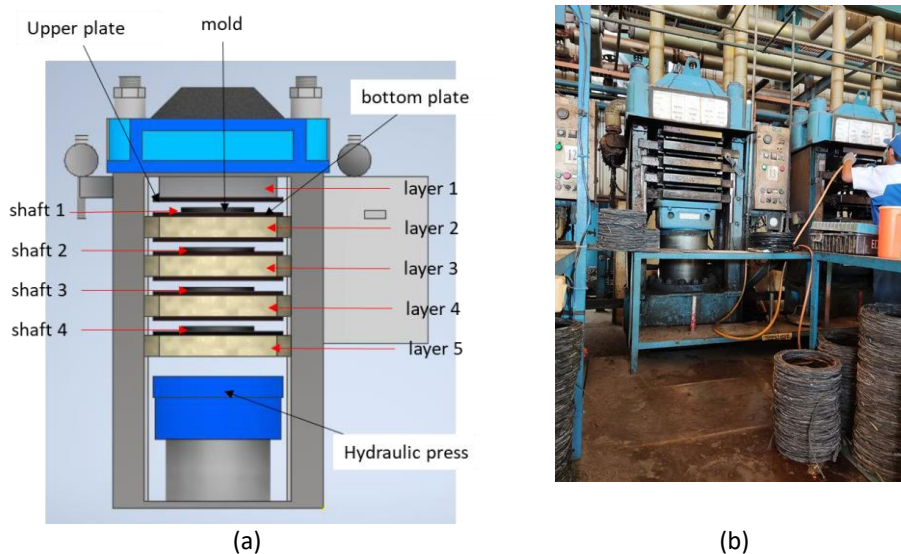 Upper plate
mold
bottom plate
layer 1
shaft 1
layer 2
shaft 2
layer 3
shaft 3
layer 4
shaft 4
layer 5
Hydraulic press
(a)
12
(b)